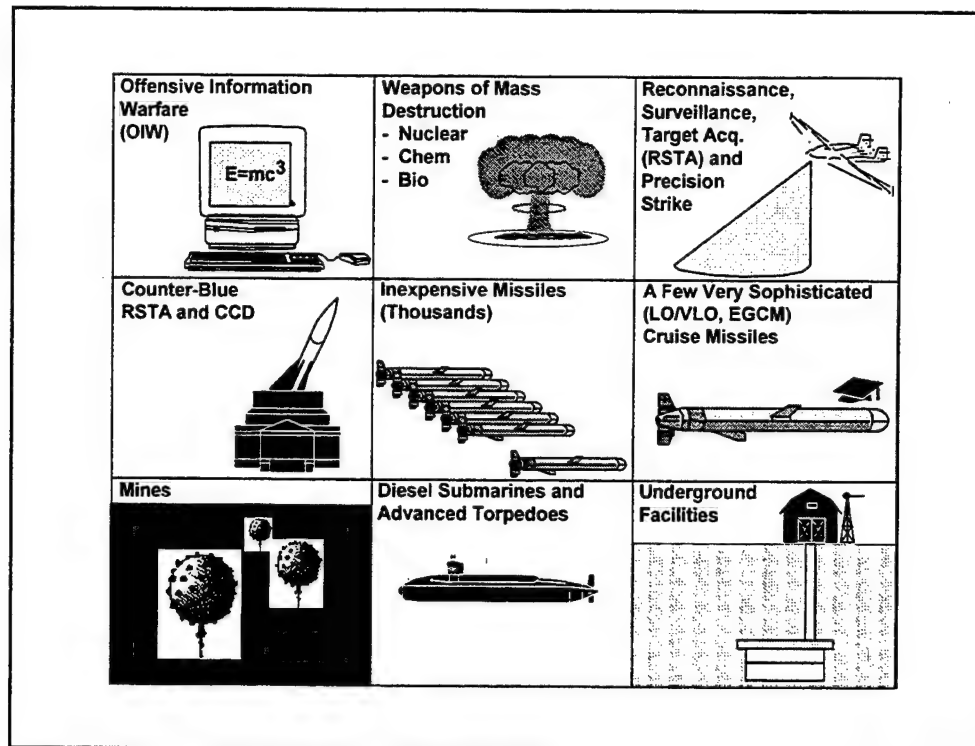 Offensive Information
Warfare
(OIW)
E=mc³
Weapons of Mass
Destruction
- Nuclear
- Chem
- Bio
Reconnaissance,
Surveillance,
Target Acq.
(RSTA) and
Precision
Strike
Counter-Blue
RSTA and CCD
Inexpensive Missiles
(Thousands)
A Few Very Sophisticated
(LO/VLO, EGCM)
Cruise Missiles
Mines
Diesel Submarines and
Advanced Torpedoes
Underground
Facilities